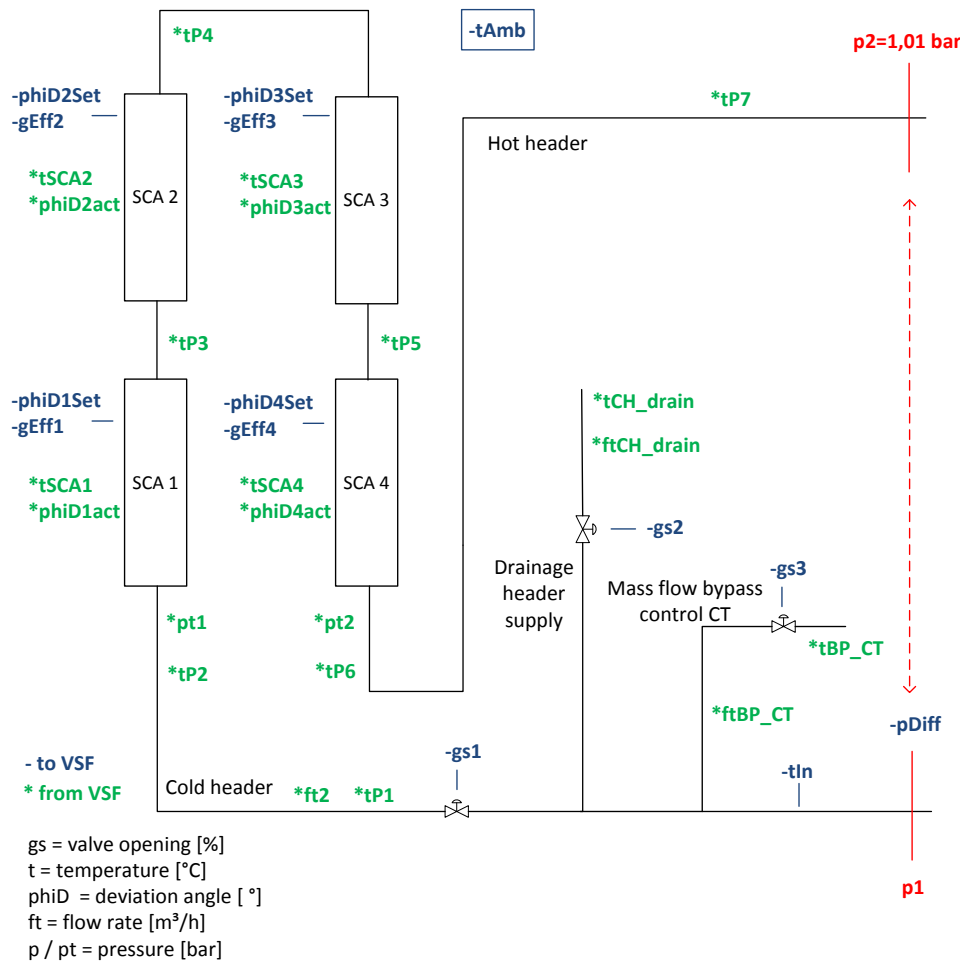 *tP4
-tAmb
p2=1,01 bar
-phiD2Set
-gEff2
-phiD3Set
-gEff3
*tP7
Hot header
*tSCA2
*phiD2act
SCA 2
*tSCA3
*phiD3act
SCA 3
*tP3
*tP5
-phiD1Set
-gEff1
-phiD4Set
-gEff4
*tCH_drain
*ftCH_drain
*tSCA1
*phiD1act
SCA 1
*tSCA4
*phiD4act
SCA 4
-gs2
Drainage
header
supply
-gs3
Mass flow bypass
control CT
*pt1
*tP2
*pt2
*tP6
*tBP_CT
*ftBP_CT
-pDiff
- to VSF
* from VSF
Cold header
*ft2
*tP1
-gs1
-tIn
p1
gs = valve opening [%]
t = temperature [°C]
phiD = deviation angle [ °]
ft = flow rate [m³/h]
p / pt = pressure [bar]